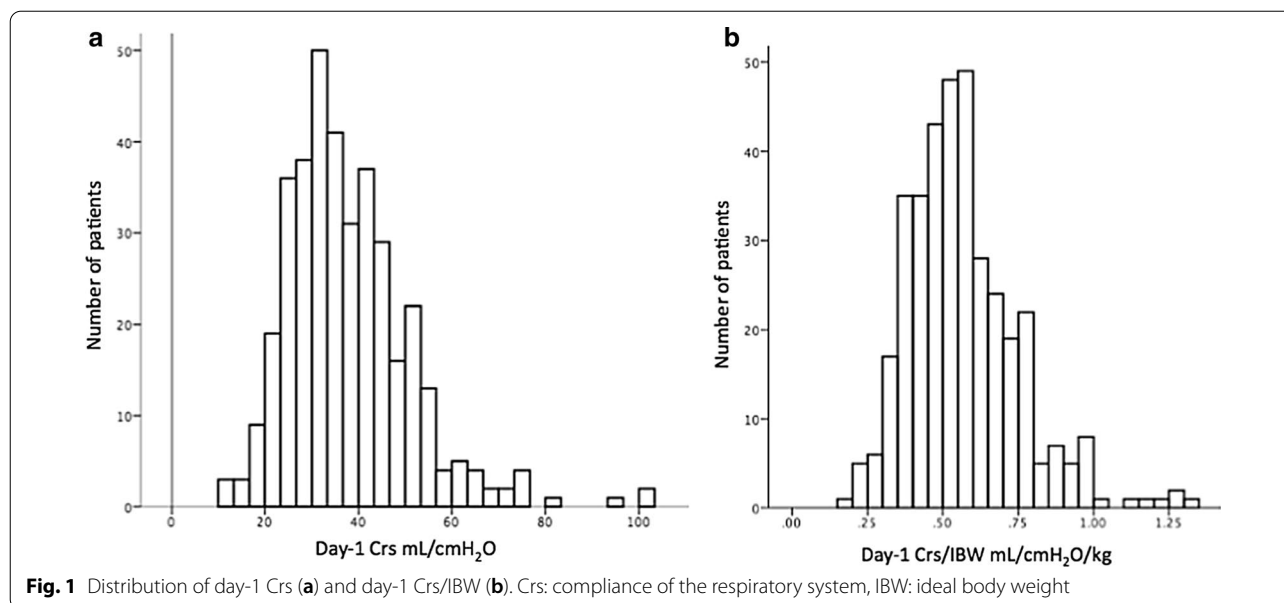 a
50
40
30
20
10
0
Number of patients
0 20 40 60 80 100
Day-1 Crs mL/cmH₂O
b
50
40
30
20
10
0
Number of patients
.00 .25 .50 .75 1.00 1.25
Day-1 Crs/IBW mL/cmH₂O/kg
Fig. 1 Distribution of day-1 Crs (a) and day-1 Crs/IBW (b). Crs: compliance of the respiratory system, IBW: ideal body weight